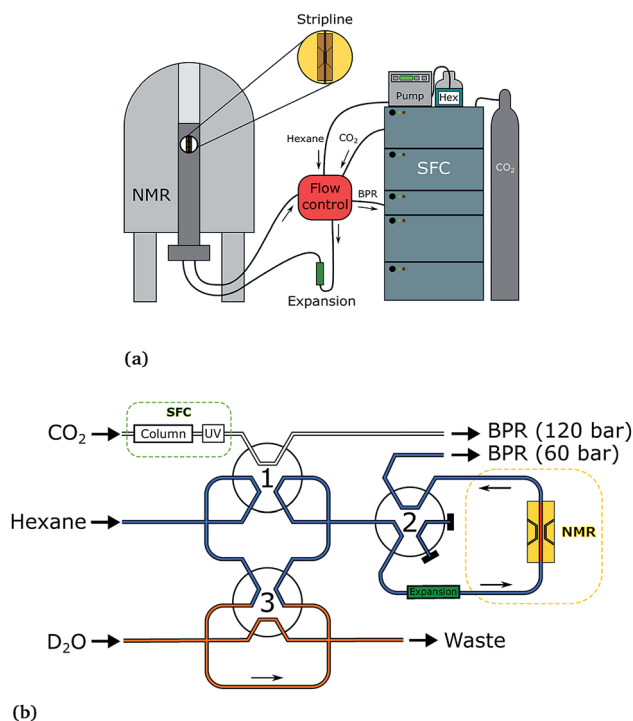 Stripline
Pump
Hex
Hexane
CO₂
SFC
CO₂
NMR
Flow
control
BPR
Expansion
(a)
SFC
CO₂
Column
UV
BPR (120 bar)
BPR (60 bar)
1
Hexane
2
NMR
Expansion
3
D₂O
Waste
(b)